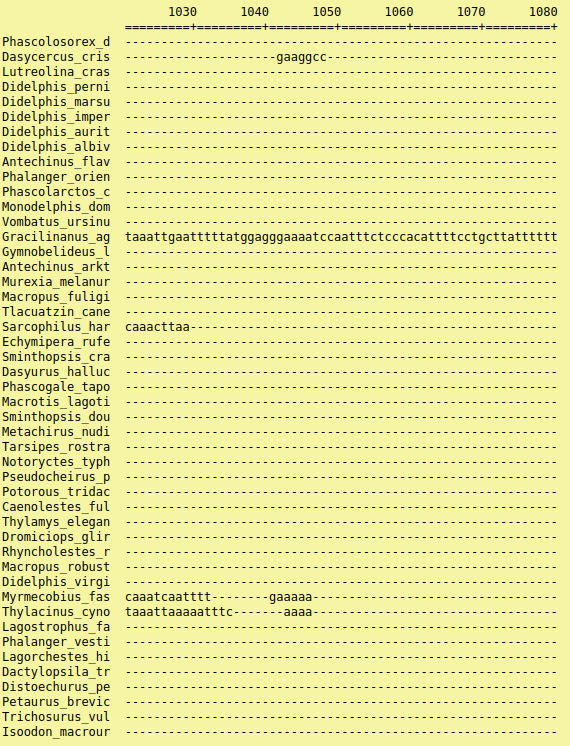 1030 1040 1050 1060 1070 1080
=========+=========+=========+=========+=========+=========+
Phascolosorex_d ------------------------------------------------------------
Dasycercus_cris ---------------------gaaggcc--------------------------------
Lutreolina_cras ------------------------------------------------------------
Didelphis_perni ------------------------------------------------------------
Didelphis_marsu ------------------------------------------------------------
Didelphis_imper ------------------------------------------------------------
Didelphis_aurit ------------------------------------------------------------
Didelphis_albiv ------------------------------------------------------------
Antechinus_flav ------------------------------------------------------------
Phalanger_orien ------------------------------------------------------------
Phascolarctos_c ------------------------------------------------------------
Monodelphis_dom ------------------------------------------------------------
Vombatus_ursinu ------------------------------------------------------------
Gracilinanus_ag taaattgaatttttatggagggaaaatccaatttctcccacattttcctgcttatttttt
Gymnobelideus_l ------------------------------------------------------------
Antechinus_arkt ------------------------------------------------------------
Murexia_melanur ------------------------------------------------------------
Macropus_fuligi ------------------------------------------------------------
Tlacuatzin_cane ------------------------------------------------------------
Sarcophilus_har caaacttaa---------------------------------------------------
Echymipera_rufe ------------------------------------------------------------
Sminthopsis_cra ------------------------------------------------------------
Dasyurus_halluc ------------------------------------------------------------
Phascogale_tapo ------------------------------------------------------------
Macrotis_lagoti ------------------------------------------------------------
Sminthopsis_dou ------------------------------------------------------------
Metachirus_nudi ------------------------------------------------------------
Tarsipes_rostra ------------------------------------------------------------
Notoryctes_typh ------------------------------------------------------------
Pseudocheirus_p ------------------------------------------------------------
Potorous_tridac ------------------------------------------------------------
Caenolestes_ful ------------------------------------------------------------
Thylamys_elegan ------------------------------------------------------------
Dromiciops_glir ------------------------------------------------------------
Rhyncholestes_r ------------------------------------------------------------
Macropus_robust ------------------------------------------------------------
Didelphis_virgi ------------------------------------------------------------
Myrmecobius_fas caaatcaatttt--------gaaaaa----------------------------------
Thylacinus_cyno taaattaaaaatttc-------aaaa----------------------------------
Lagostrophus_fa ------------------------------------------------------------
Phalanger_vesti ------------------------------------------------------------
Lagorchestes_hi ------------------------------------------------------------
Dactylopsila_tr ------------------------------------------------------------
Distoechurus_pe ------------------------------------------------------------
Petaurus_brevic ------------------------------------------------------------
Trichosurus_vul ------------------------------------------------------------
Isoodon_macrour ------------------------------------------------------------